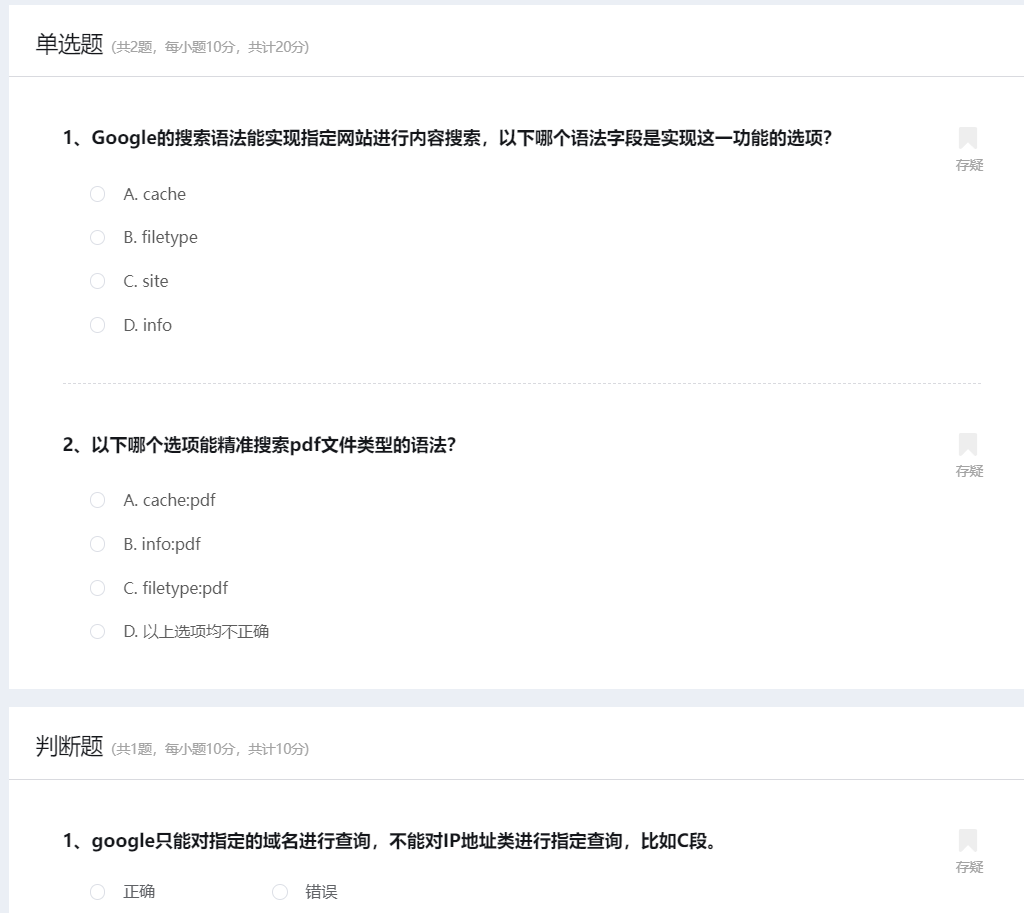 单选题 (共2题，每小题10分，共计20分)
1、Google的搜索语法能实现指定网站进行内容搜索，以下哪个语法字段是实现这一功能的选项？
存疑
A. cache
B. filetype
C. site
D. info
2、以下哪个选项能精准搜索pdf文件类型的语法？
存疑
A. cache:pdf
B. info:pdf
C. filetype:pdf
D. 以上选项均不正确
判断题 (共1题，每小题10分，共计10分)
1、google只能对指定的域名进行查询，不能对IP地址类进行指定查询，比如C段。
存疑
正确 错误